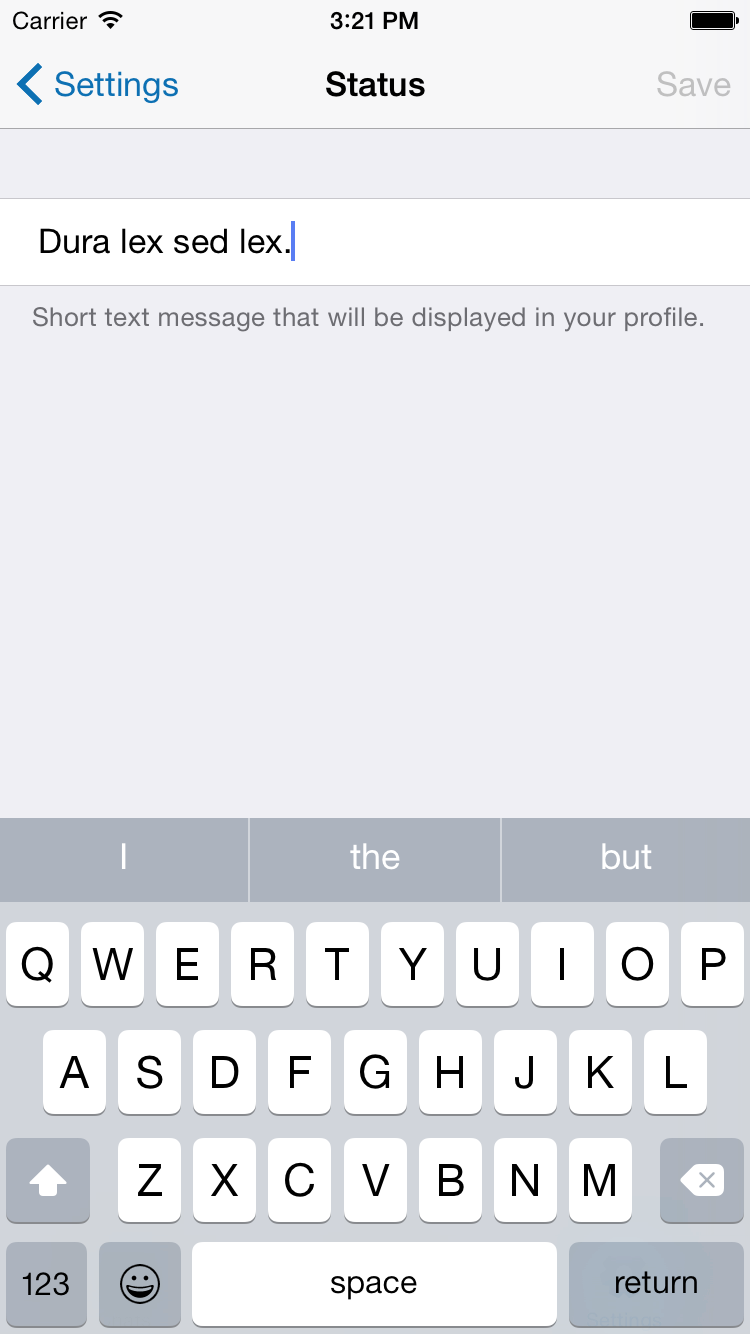 Carrier 3:21 PM
Settings Status Save
Dura lex sed lex.
Short text message that will be displayed in your profile.
I the but
Q W E R T Y U I O P
A S D F G H J K L
Z X C V B N M
123 space return
Settings